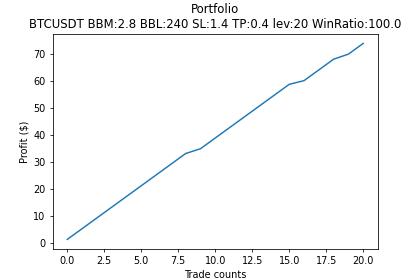 Portfolio
BTCUSDT BBM:2.8 BBL:240 SL:1.4 TP:0.4 lev:20 WinRatio:100.0
70
60
50
40
30
20
10
0
Profit ($)
0.0 2.5 5.0 7.5 10.0 12.5 15.0 17.5 20.0
Trade counts